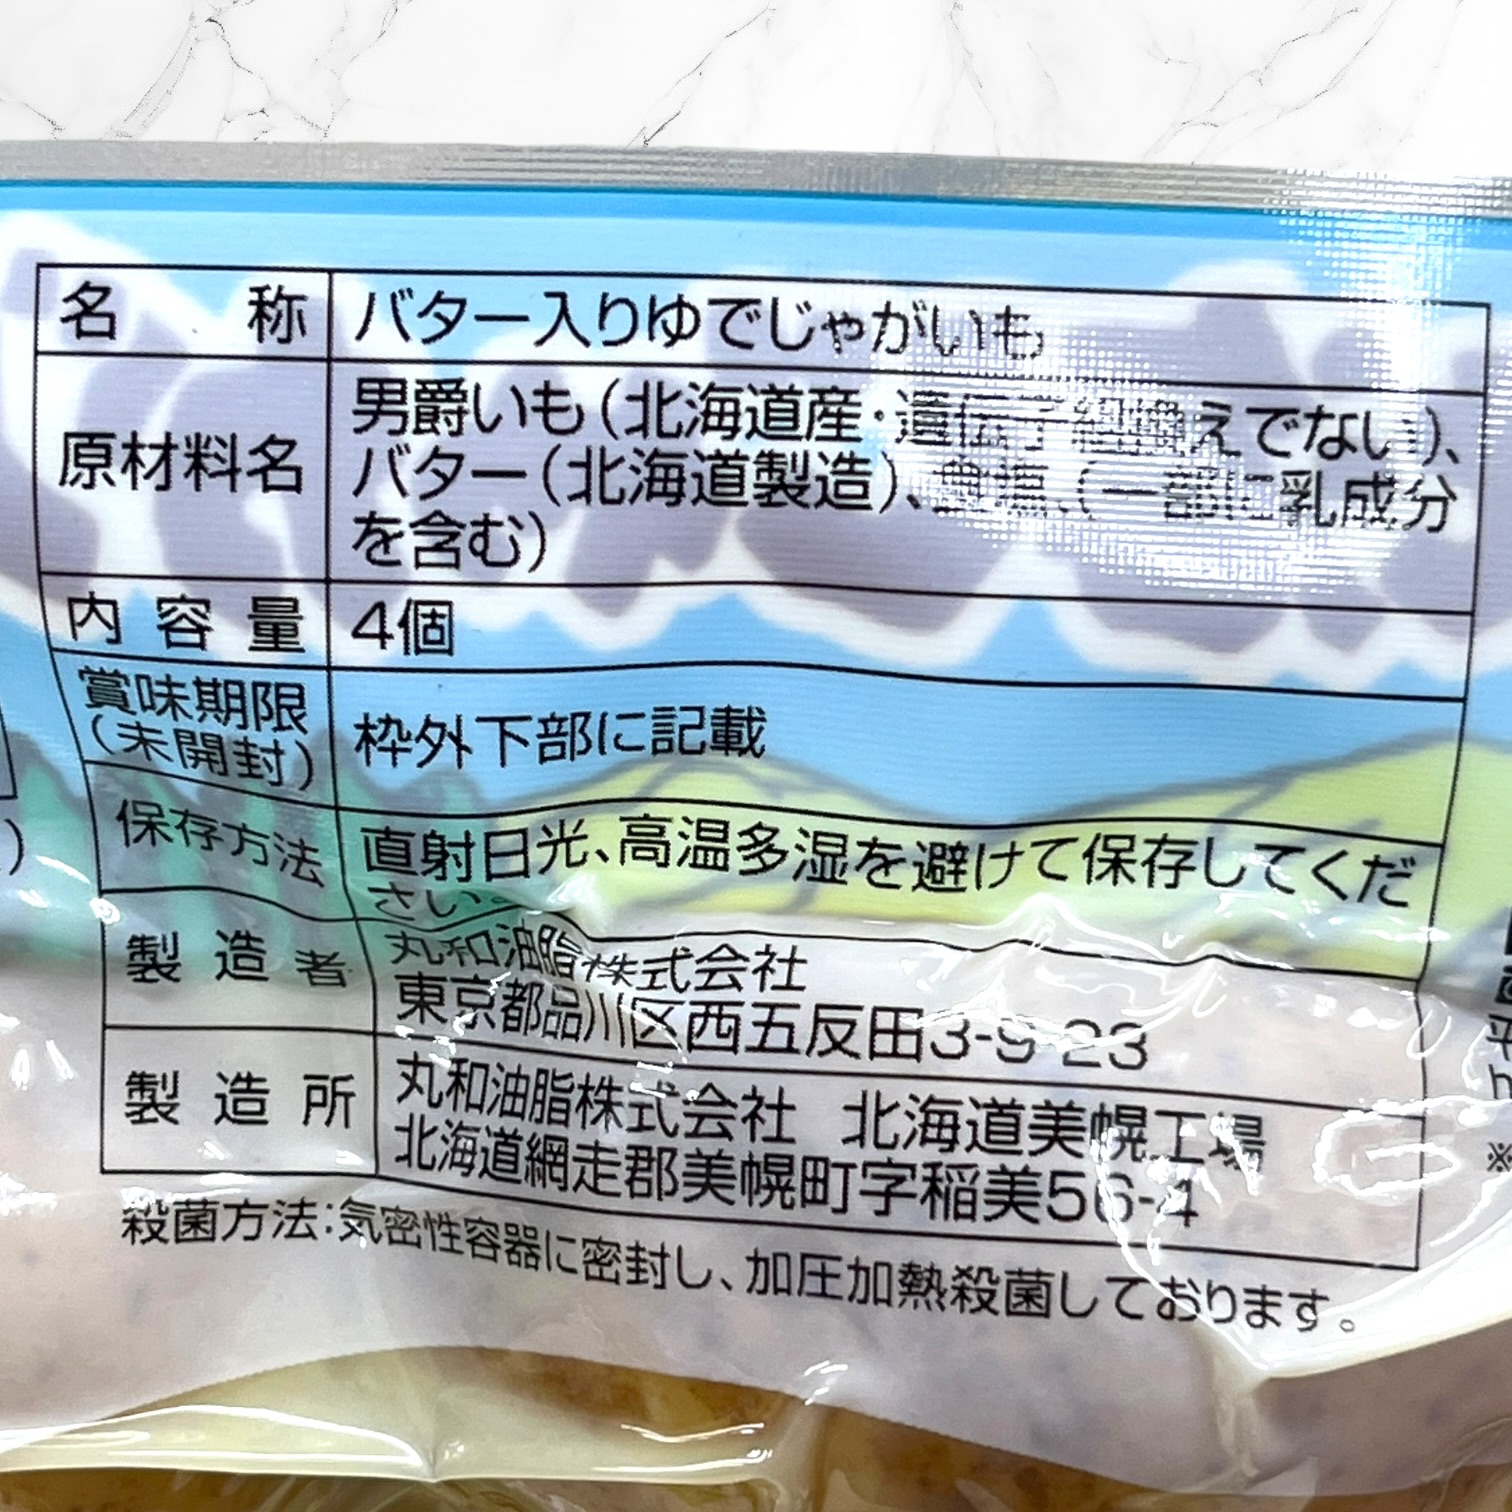 名称 バター入りゆでじゃがいも
原材料名 男爵いも(北海道産・遺伝子組換えでない)、
バター(北海道製造)、食塩、(一部に乳成分
を含む)
内容量 4個
賞味期限
(未開封) 枠外下部に記載
保存方法 直射日光、高温多湿を避けて保存してくだ
さい。
製造者 丸和油脂株式会社
東京都品川区西五反田3-9-23
製造所 丸和油脂株式会社 北海道美幌工場
北海道網走郡美幌町字稲美56-4
殺菌方法:気密性容器に密封し、加圧加熱殺菌しております。